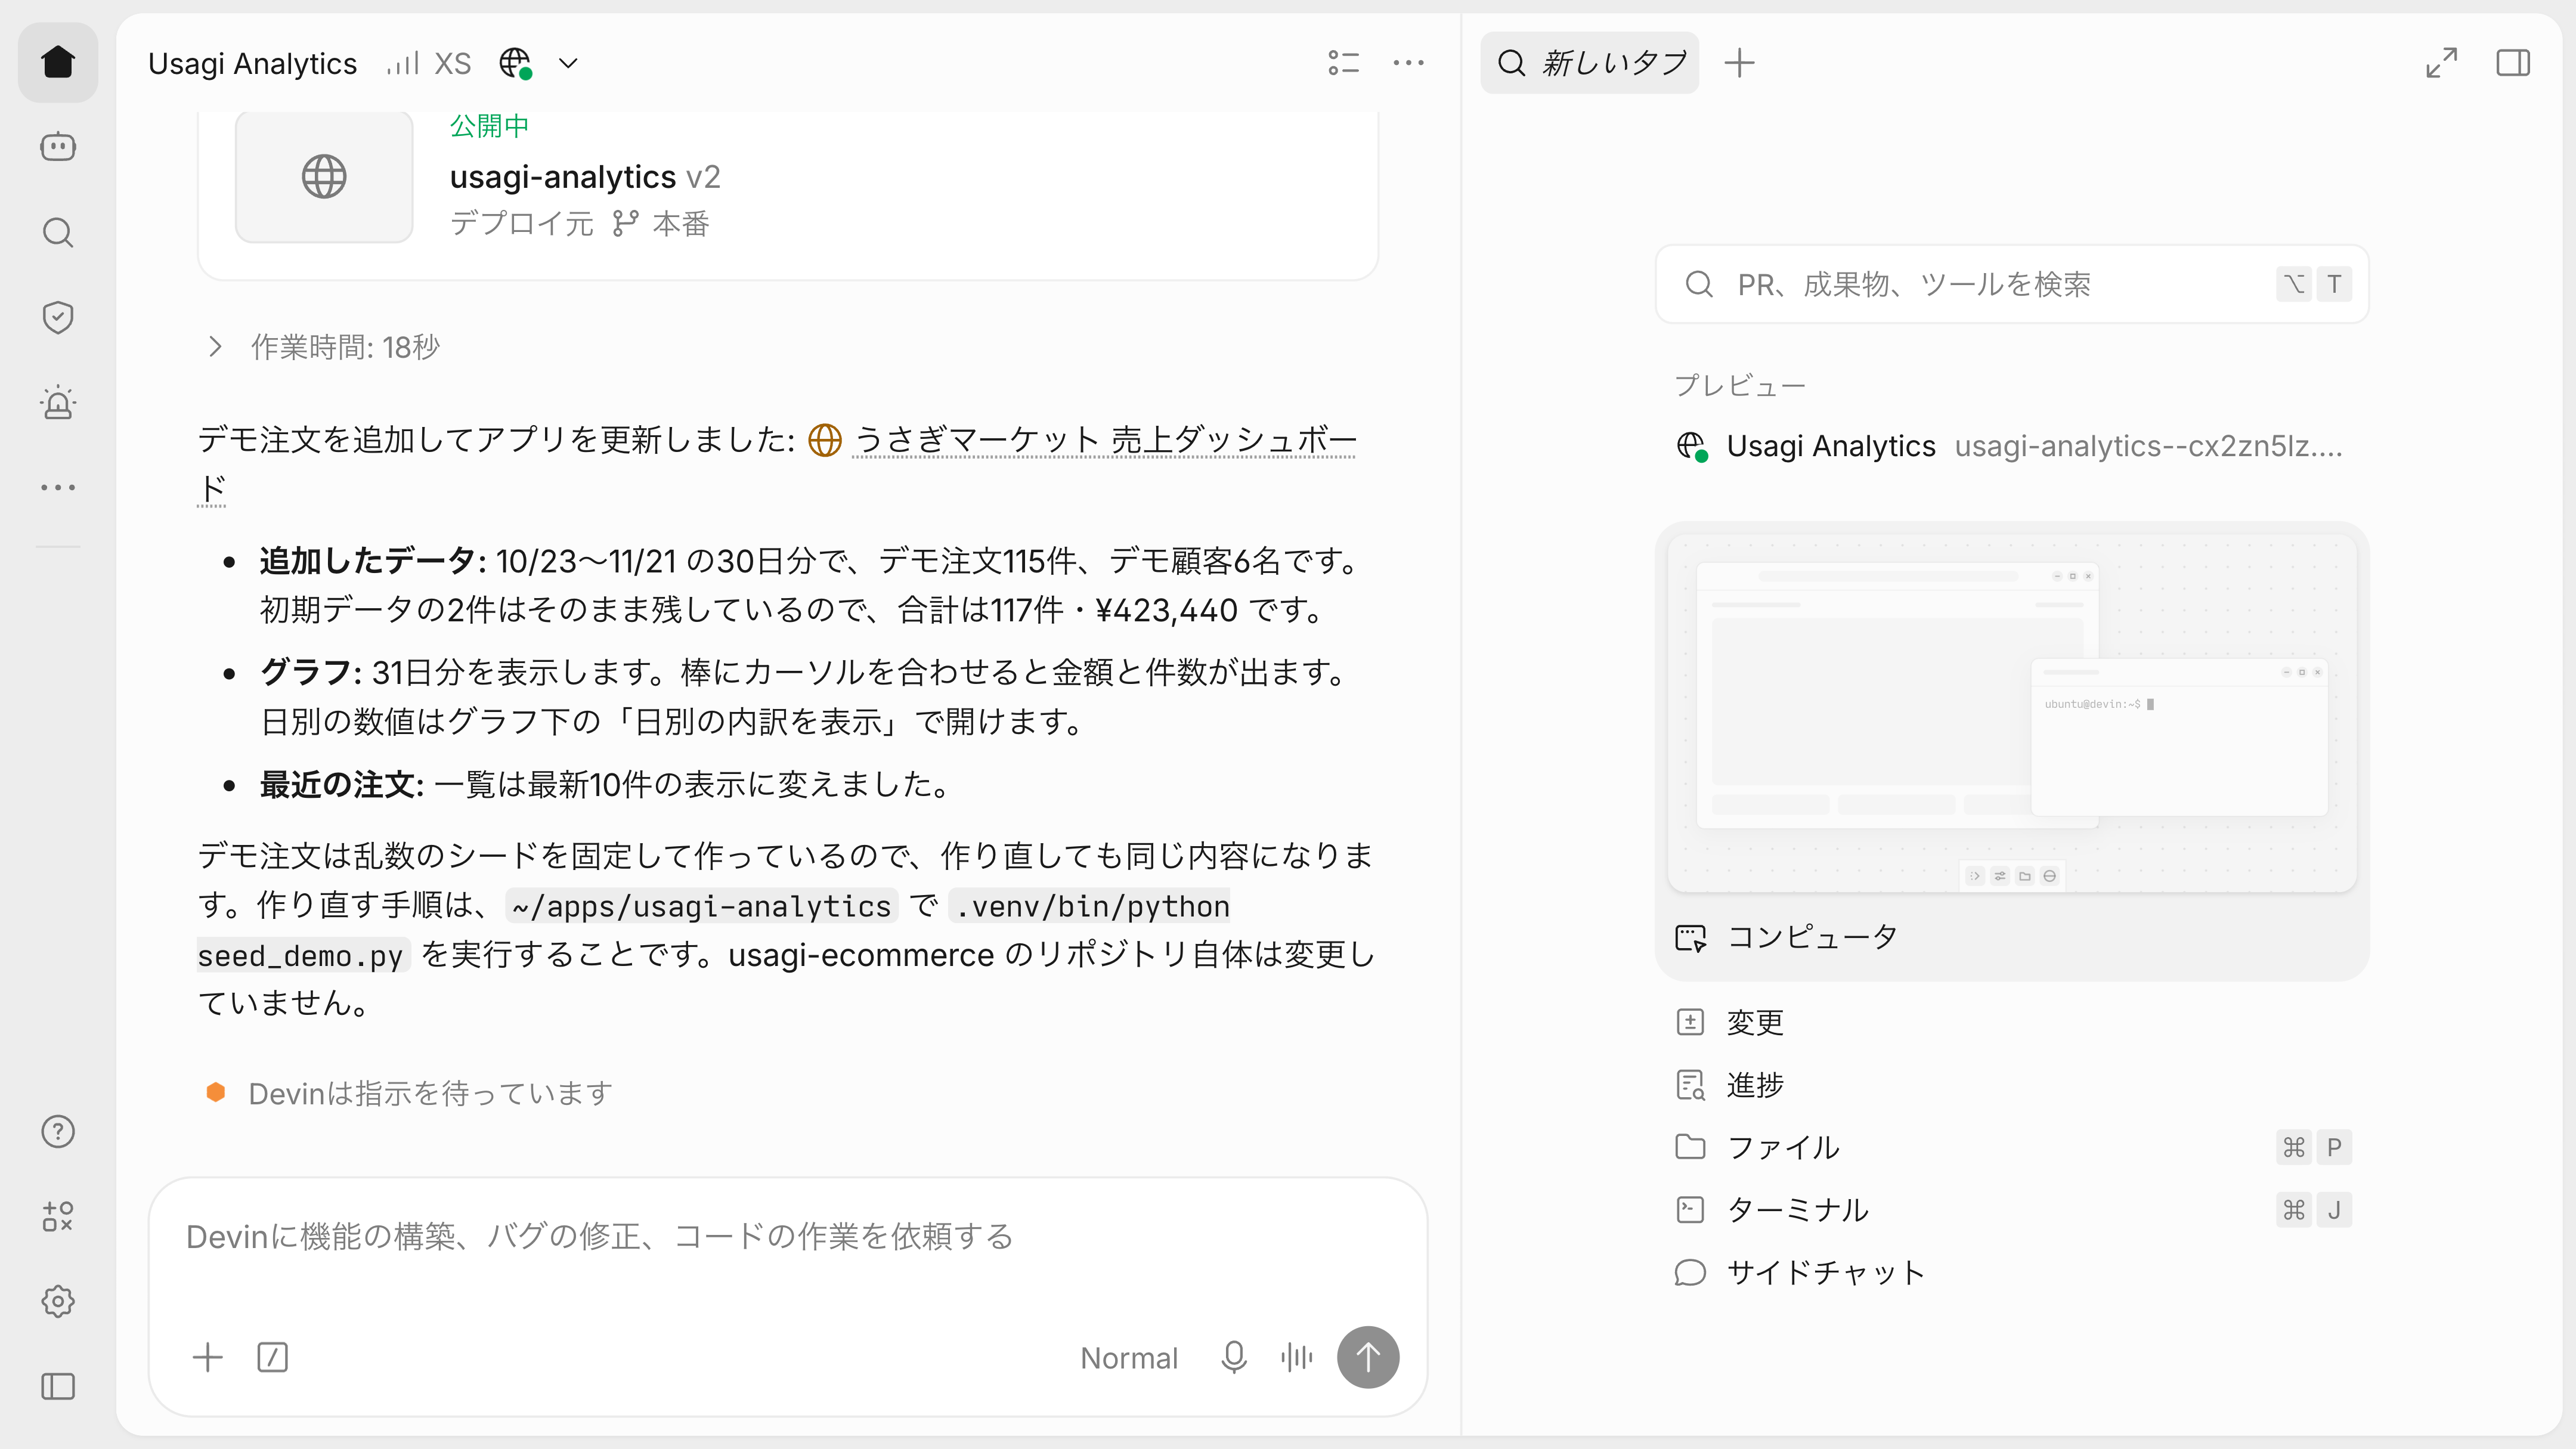 Usagi Analytics XS
公開中
usagi-analytics v2
デプロイ元 本番
作業時間: 18秒
デモ注文を追加してアプリを更新しました: うさぎマーケット 売上ダッシュボー
ド
• 追加したデータ: 10/23〜11/21 の30日分で、デモ注文115件、デモ顧客6名です。
初期データの2件はそのまま残しているので、合計は117件・¥423,440 です。
• グラフ: 31日分を表示します。棒にカーソルを合わせると金額と件数が出ます。
日別の数値はグラフ下の「日別の内訳を表示」で開けます。
• 最近の注文: 一覧は最新10件の表示に変えました。
デモ注文は乱数のシードを固定して作っているので、作り直しても同じ内容になりま
す。作り直す手順は、 ~/apps/usagi-analytics で .venv/bin/python
seed_demo.py を実行することです。usagi-ecommerce のリポジトリ自体は変更し
ていません。
Devinは指示を待っています
Devinに機能の構築、バグの修正、コードの作業を依頼する
Normal
新しいタブ
PR、成果物、ツールを検索 ⌥ T
プレビュー
Usagi Analytics usagi-analytics--cx2zn5lz....
ubuntu@devin:~$
コンピュータ
変更
進捗
ファイル ⌘ P
ターミナル ⌘ J
サイドチャット